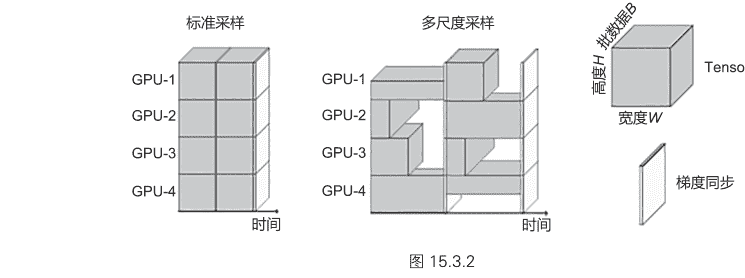 标准采样
多尺度采样
GPU-1
GPU-2
GPU-3
GPU-4
时间
GPU-1
GPU-2
GPU-3
GPU-4
时间
批数据B
高度H
Tenso
宽度W
梯度同步
图 15.3.2